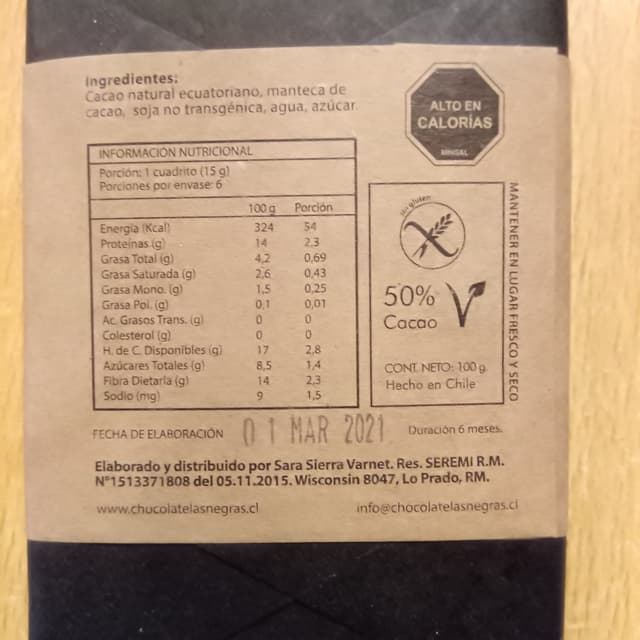 Ingredientes:
Cacao natural ecuatoriano, manteca de
cacao, soja no transgénica, agua, azúcar
ALTO EN
CALORÍAS
MINSAL
INFORMACIÓN NUTRICIONAL
Porción: 1 cuadrito (15 g)
Porciones por envase: 6
100 g Porción
Energía (Kcal) 324 54
Proteínas (g) 14 2,3
Grasa Total (g) 4,2 0,69
Grasa Saturada (g) 2,6 0,43
Grasa Mono. (g) 1,5 0,25
Grasa Poi. (g) 0,1 0,01
Ac. Grasos Trans. (g) 0 0
Colesterol (g) 0 0
H. de C. Disponibles (g) 17 2,8
Azúcares Totales (g) 8,5 1,4
Fibra Dietaria (g) 14 2,3
Sodio (mg) 9 1,5
sin gluten
50%
Cacao
CONT. NETO: 100 g.
Hecho en Chile
MANTENER EN LUGAR FRESCO Y SECO
FECHA DE ELABORACIÓN 01 MAR 2021 Duración 6 meses.
Elaborado y distribuido por Sara Sierra Varnet. Res. SEREMI R.M.
N°1513371808 del 05.11.2015. Wisconsin 8047, Lo Prado, RM.
www.chocolatelasnegras.cl info@chocolatelasnegras.cl